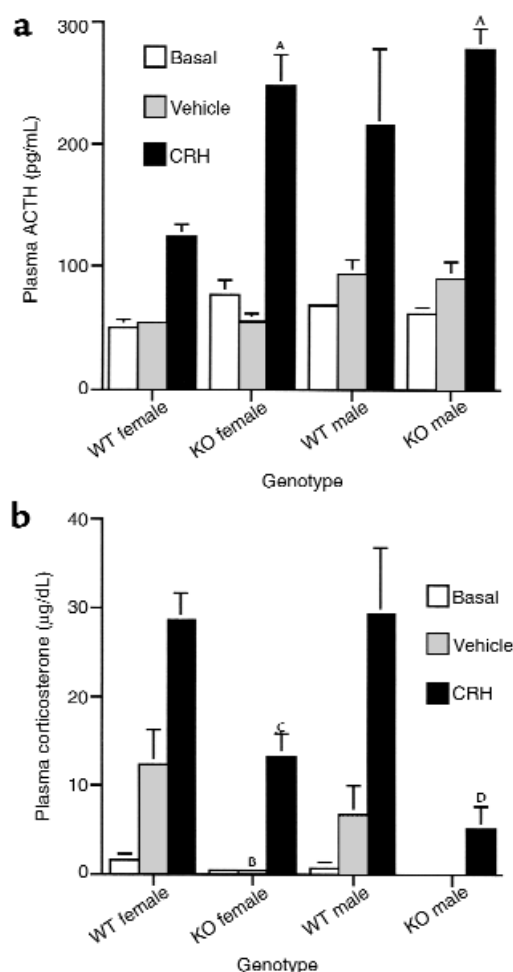 a
300
200
100
0
Plasma ACTH (pg/mL)
Basal
Vehicle
CRH
A
A
WT female
KO female
WT male
KO male
Genotype
b
40
30
20
10
0
Plasma corticosterone (µg/dL)
Basal
Vehicle
CRH
B
C
D
WT female
KO female
WT male
KO male
Genotype